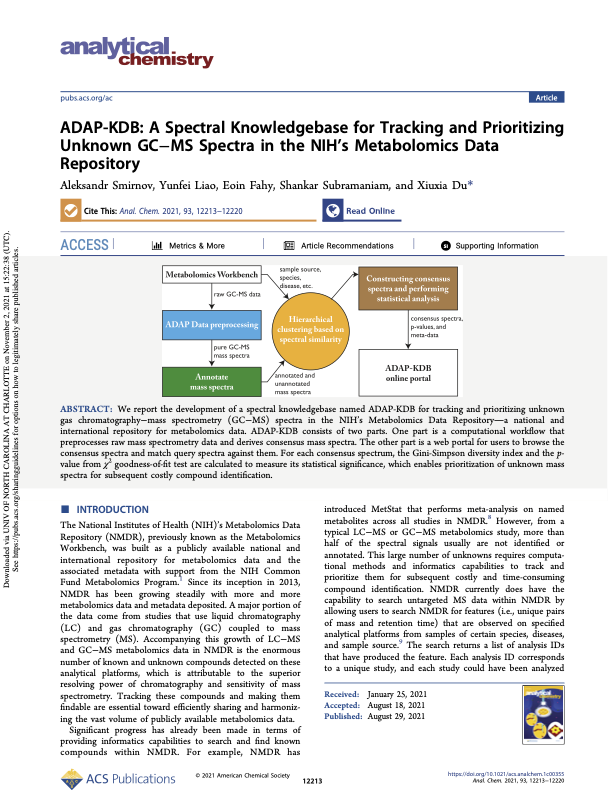 analytical
chemistry
pubs.acs.org/ac
Article
ADAP-KDB: A Spectral Knowledgebase for Tracking and Prioritizing
Unknown GC−MS Spectra in the NIH's Metabolomics Data
Repository
Aleksandr Smirnov, Yunfei Liao, Eoin Fahy, Shankar Subramaniam, and Xiuxia Du*
Cite This: Anal. Chem. 2021, 93, 12213−12220
Read Online
ACCESS
Metrics & More
Article Recommendations
Supporting Information
Metabolomics Workbench
sample source,
species,
disease, etc.
raw GC-MS data
ADAP Data preprocessing
pure GC-MS
mass spectra
Annotate
mass spectra
annotated and
unannotated
mass spectra
Hierarchical
clustering based on
spectral similarity
Constructing consensus
spectra and performing
statistical analysis
consensus spectra,
p-values, and
meta-data
ADAP-KDB
online portal
ABSTRACT: We report the development of a spectral knowledgebase named ADAP-KDB for tracking and prioritizing unknown
gas chromatography−mass spectrometry (GC−MS) spectra in the NIH's Metabolomics Data Repository—a national and
international repository for metabolomics data. ADAP-KDB consists of two parts. One part is a computational workflow that
preprocesses raw mass spectrometry data and derives consensus mass spectra. The other part is a web portal for users to browse the
consensus spectra and match query spectra against them. For each consensus spectrum, the Gini-Simpson diversity index and the p-
value from χ² goodness-of-fit test are calculated to measure its statistical significance, which enables prioritization of unknown mass
spectra for subsequent costly compound identification.
■ INTRODUCTION
The National Institutes of Health (NIH)'s Metabolomics Data
Repository (NMDR), previously known as the Metabolomics
Workbench, was built as a publicly available national and
international repository for metabolomics data and the
associated metadata with support from the NIH Common
Fund Metabolomics Program.¹ Since its inception in 2013,
NMDR has been growing steadily with more and more
metabolomics data and metadata deposited. A major portion of
the data come from studies that use liquid chromatography
(LC) and gas chromatography (GC) coupled to mass
spectrometry (MS). Accompanying this growth of LC−MS
and GC−MS metabolomics data in NMDR is the enormous
number of known and unknown compounds detected on these
analytical platforms, which is attributable to the superior
resolving power of chromatography and sensitivity of mass
spectrometry. Tracking these compounds and making them
findable are essential toward efficiently sharing and harmoniz-
ing the vast volume of publicly available metabolomics data.
Significant progress has already been made in terms of
providing informatics capabilities to search and find known
compounds within NMDR. For example, NMDR has
introduced MetStat that performs meta-analysis on named
metabolites across all studies in NMDR.⁸ However, from a
typical LC−MS or GC−MS metabolomics study, more than
half of the spectral signals usually are not identified or
annotated. This large number of unknowns requires computa-
tional methods and informatics capabilities to track and
prioritize them for subsequent costly and time-consuming
compound identification. NMDR currently does have the
capability to search untargeted MS data within NMDR by
allowing users to search NMDR for features (i.e., unique pairs
of mass and retention time) that are observed on specified
analytical platforms from samples of certain species, diseases,
and sample source.⁹ The search returns a list of analysis IDs
that have produced the feature. Each analysis ID corresponds
to a unique study, and each study could have been analyzed
Received: January 25, 2021
Accepted: August 18, 2021
Published: August 29, 2021
analytical
chemistry
ACS Publications
© 2021 American Chemical Society
12213
https://doi.org/10.1021/acs.analchem.1c00355
Anal. Chem. 2021, 93, 12213−12220
Downloaded via UNIV OF NORTH CAROLINA AT CHARLOTTE on November 2, 2021 at 15:22:38 (UTC).
See https://pubs.acs.org/sharingguidelines for options on how to legitimately share published articles.